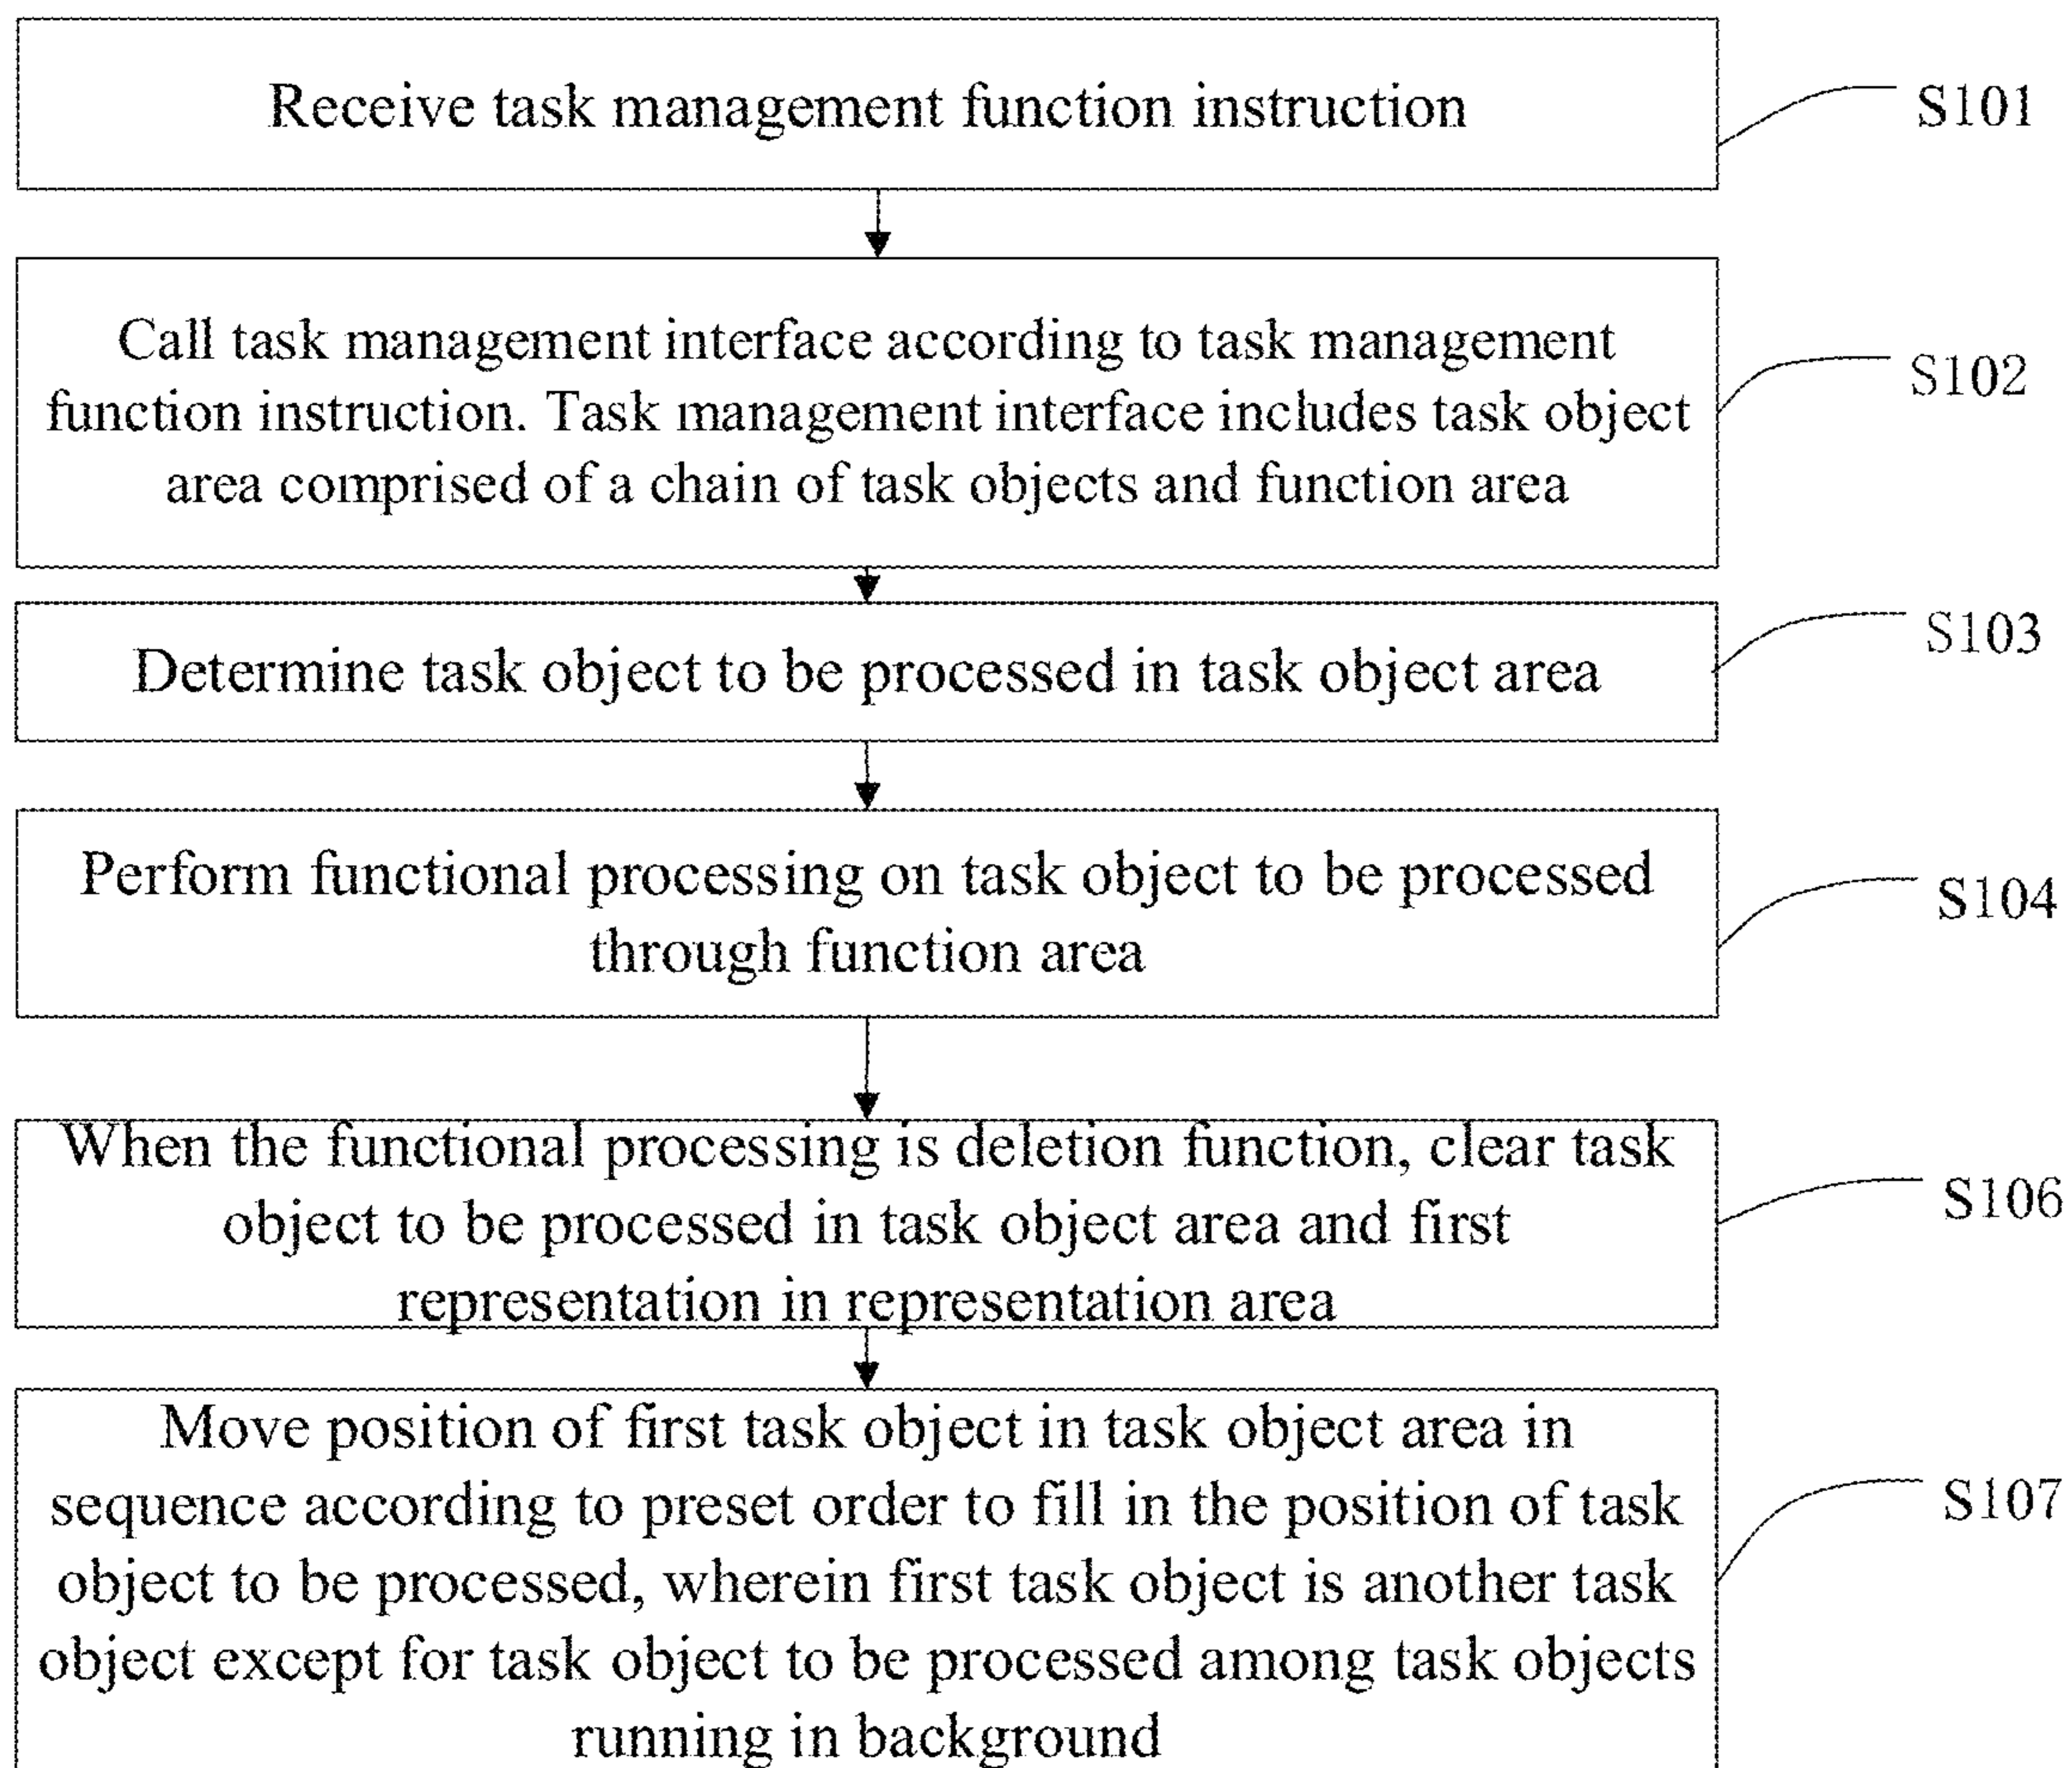 Receive task management function instruction
S101
Call task management interface according to task management
function instruction. Task management interface includes task object
area comprised of a chain of task objects and function area
S102
Determine task object to be processed in task object area
S103
Perform functional processing on task object to be processed
through function area
S104
When the functional processing is deletion function, clear task
object to be processed in task object area and first
representation in representation area
S106
Move position of first task object in task object area in
sequence according to preset order to fill in the position of task
object to be processed, wherein first task object is another task
object except for task object to be processed among task objects
running in background
S107